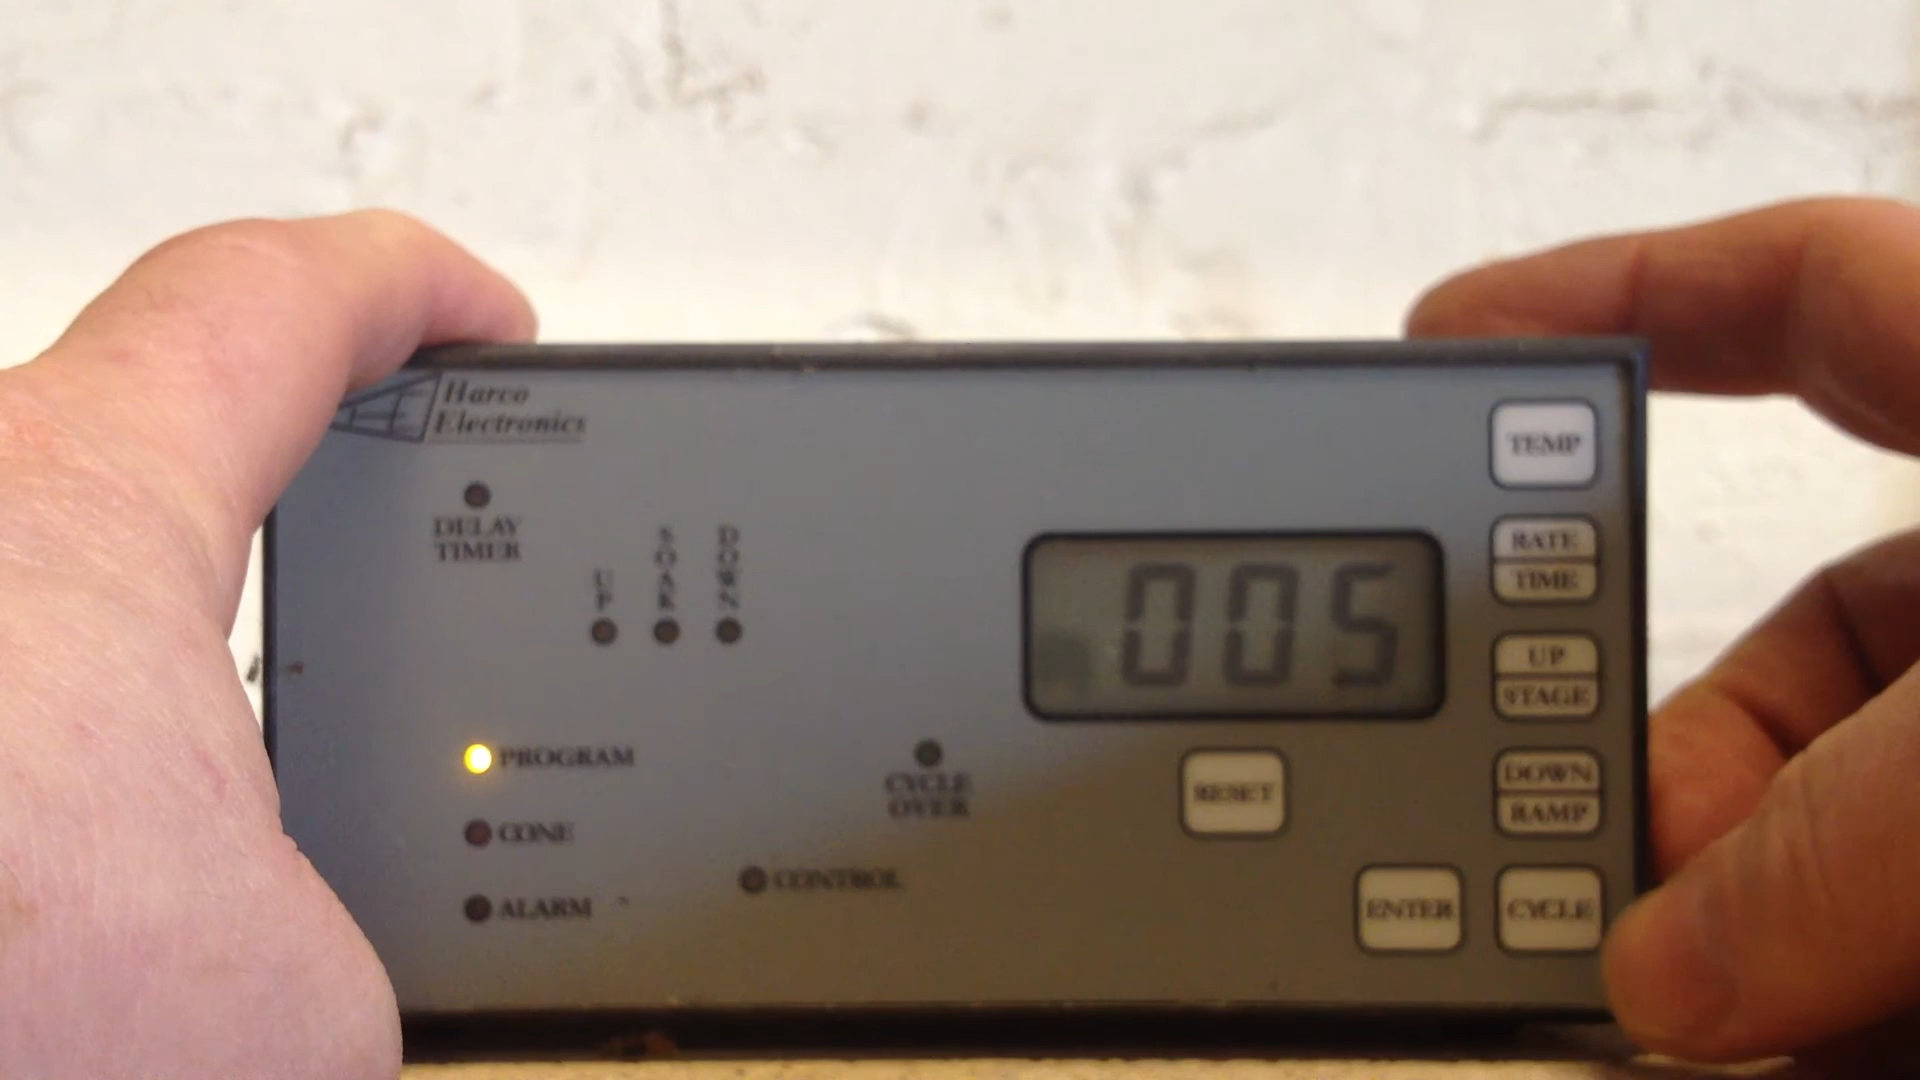 Harco
Electronics
DELAY
TIMER
UP
SOAK
DOWN
005
TEMP
RATE
TIME
UP
STAGE
DOWN
RAMP
PROGRAM
CONE
ALARM
CYCLE
OVER
CONTROL
RESET
ENTER
CYCLE